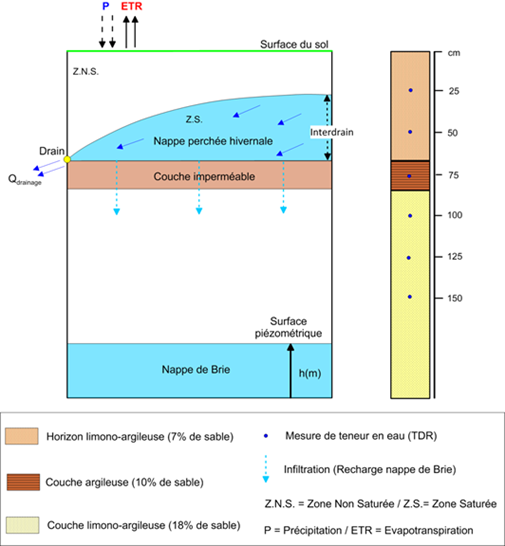 P ETR
Surface du sol
cm
Z.N.S.
25
Z.S.
Interdrain
50
Nappe perchée hivernale
Drain
Qdrainage
Couche imperméable
75
100
125
150
Surface
piézométrique
Nappe de Brie
h(m)
Horizon limono-argileuse (7% de sable)
Mesure de teneur en eau (TDR)
Infiltration (Recharge nappe de Brie)
Couche argileuse (10% de sable)
Z.N.S. = Zone Non Saturée / Z.S.= Zone Saturée
Couche limono-argileuse (18% de sable)
P = Précipitation / ETR = Evapotranspiration